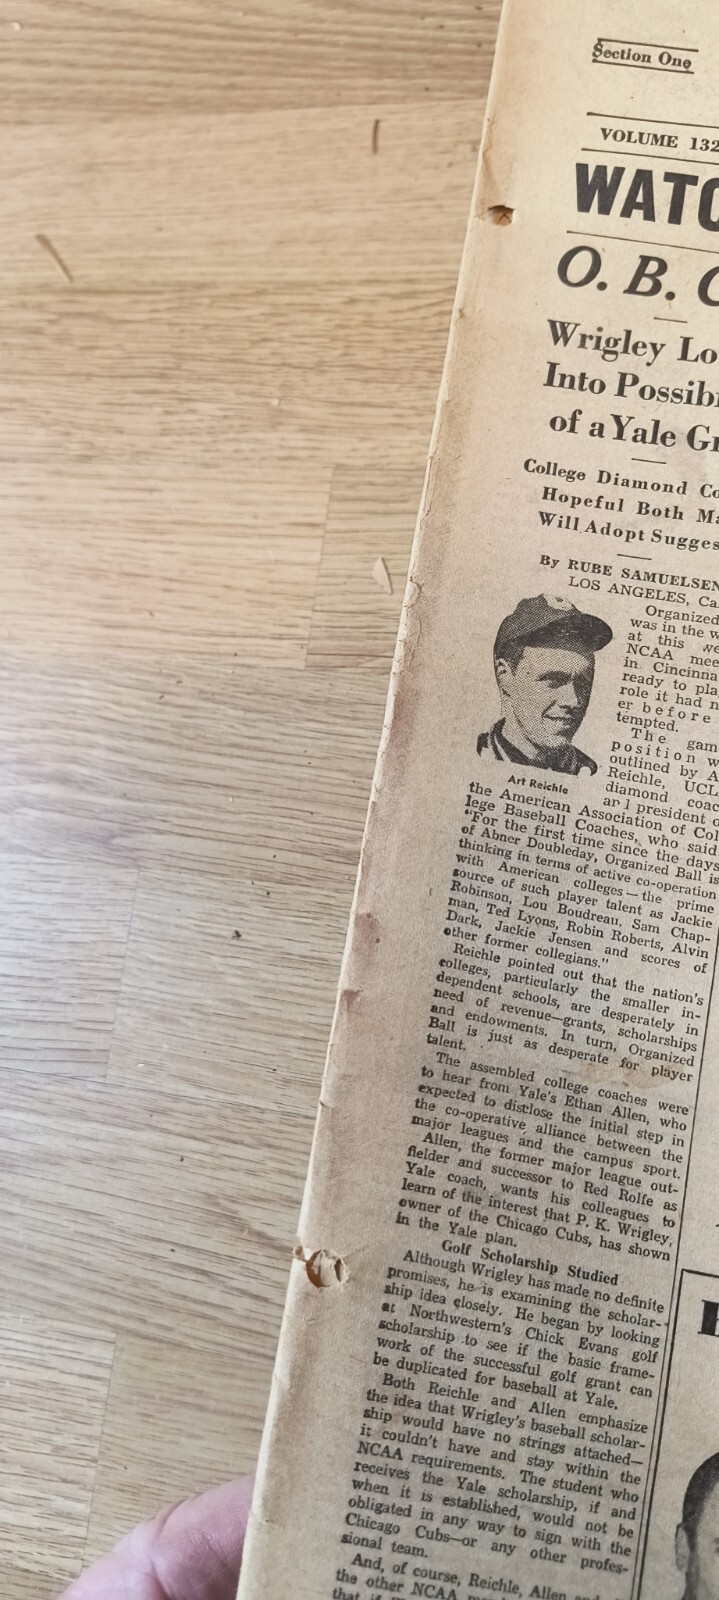 Section One
VOLUME 132
WATC
O. B. C
Wrigley Lo
Into Possibi
of a Yale Gr
College Diamond Co
Hopeful Both Ma
Will Adopt Sugges
By RUBE SAMUELSEN
LOS ANGELES, Ca
Organized
was in the w
at this we
NCAA mee
in Cincinna
ready to pla
role it had n
er before
tempted.
The gam
position w
outlined by A
Reichle, UCL
diamond coac
Art Reichle
ar 1 president o
the American Association of Col
lege Baseball Coaches, who said
"For the first time since the days
of Abner Doubleday, Organized Ball is
thinking in terms of active co-operation
with American colleges—the prime
source of such player talent as Jackie
Robinson, Lou Boudreau, Sam Chap-
man, Ted Lyons, Robin Roberts, Alvin
Dark, Jackie Jensen and scores of
other former collegians."
Reichle pointed out that the nation's
colleges, particularly the smaller in-
dependent schools, are desperately in
need of revenue—grants, scholarships
and endowments. In turn, Organized
Ball is just as desperate for player
talent.
The assembled college coaches were
to hear from Yale's Ethan Allen, who
expected to disclose the initial step in
the co-operative alliance between the
major leagues and the campus sport.
Allen, the former major league out-
fielder and successor to Red Rolfe as
Yale coach, wants his colleagues to
learn of the interest that P. K. Wrigley,
owner of the Chicago Cubs, has shown
in the Yale plan.
Golf Scholarship Studied
Although Wrigley has made no definite
promises, he is examining the scholar-
ship idea closely. He began by looking
at Northwestern's Chick Evans golf
scholarship to see if the basic frame-
work of the successful golf grant can
be duplicated for baseball at Yale.
Both Reichle and Allen emphasize
the idea that Wrigley's baseball scholar-
ship would have no strings attached—
it couldn't have and stay within the
NCAA requirements. The student who
receives the Yale scholarship, if and
when it is established, would not be
obligated in any way to sign with the
Chicago Cubs—or any other profes-
sional team.
And, of course, Reichle, Allen
the other NCAA
that if